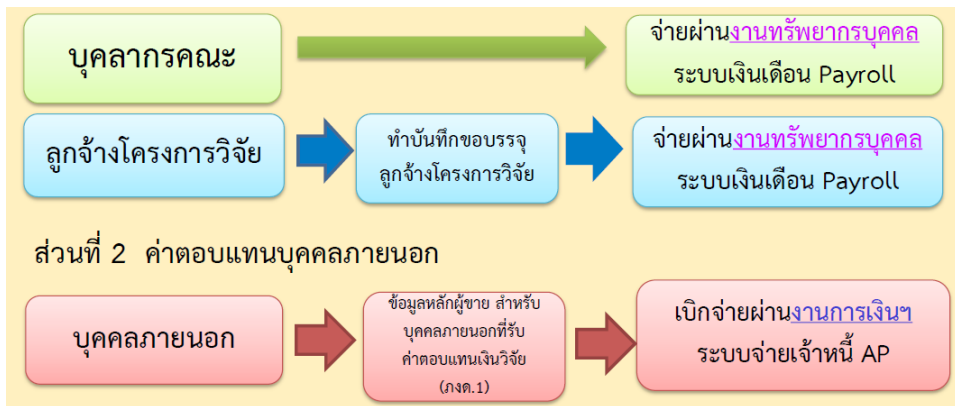 บุคลากรคณะ
จ่ายผ่านงานทรัพยากรบุคคล
ระบบเงินเดือน Payroll
ลูกจ้างโครงการวิจัย
ทำบันทึกขอบรรจุ
ลูกจ้างโครงการวิจัย
จ่ายผ่านงานทรัพยากรบุคคล
ระบบเงินเดือน Payroll
ส่วนที่ 2 ค่าตอบแทนบุคคลภายนอก
บุคคลภายนอก
ข้อมูลหลักผู้ขาย สำหรับ
บุคคลภายนอกที่รับ
ค่าตอบแทนเงินวิจัย
(ภงด.1)
เบิกจ่ายผ่านงานการเงินฯ
ระบบจ่ายเจ้าหนี้ AP